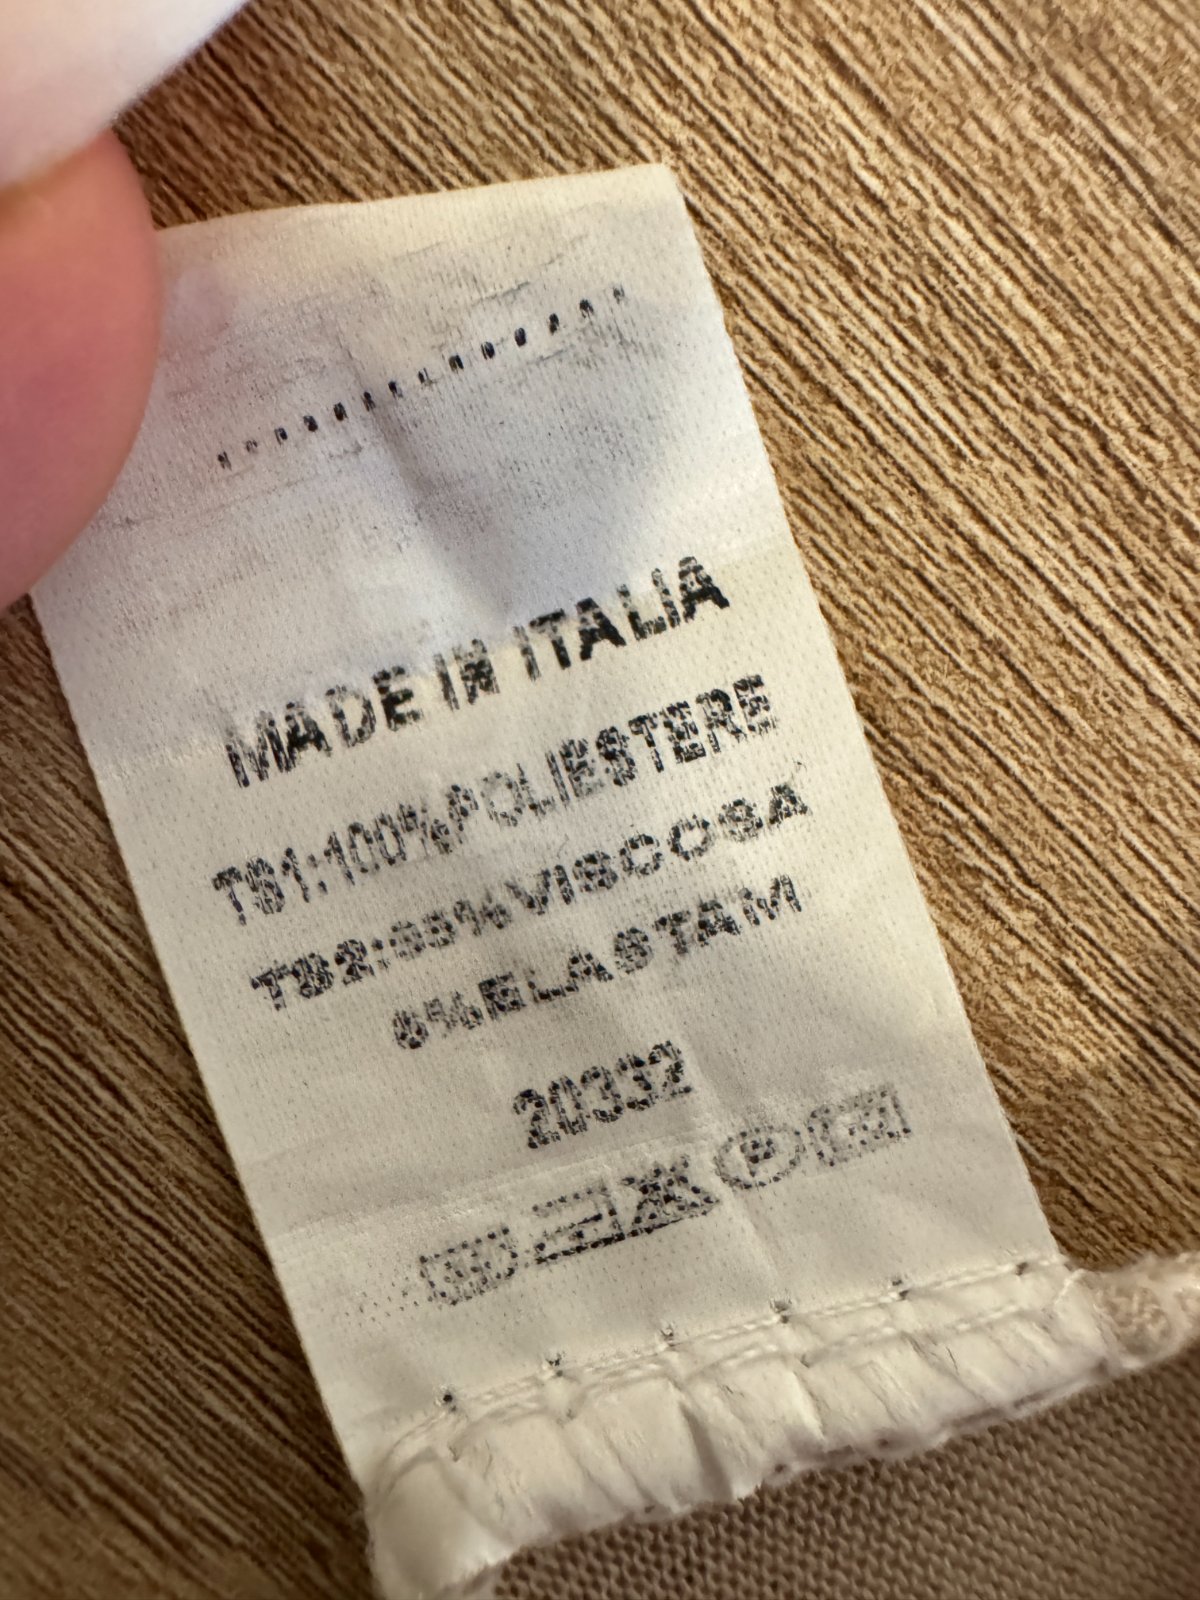 MADE IN ITALIA
TS1:100%POLIESTERE
TS2:95%VISCOSA
5%ELASTAM
20332
P